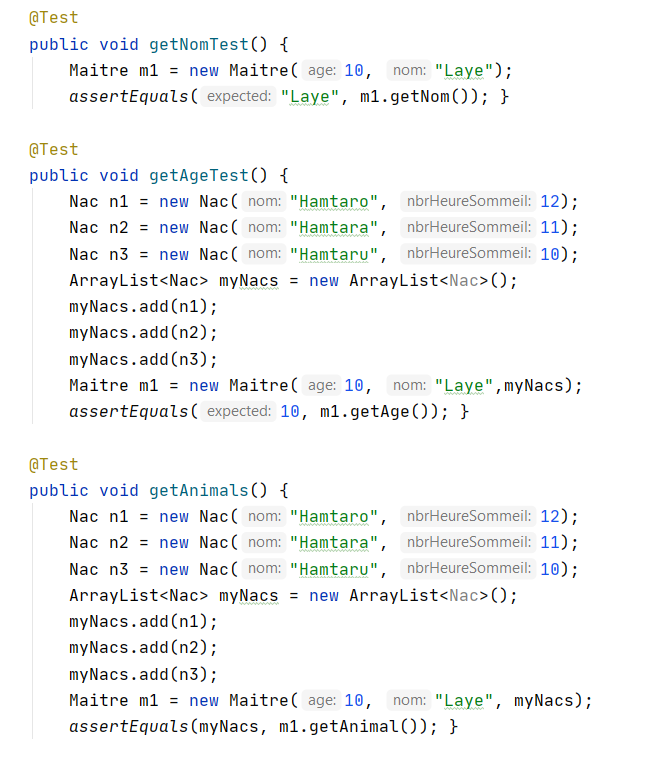 @Test
public void getNomTest() {
    Maitre m1 = new Maitre( age: 10, nom: "Laye");
    assertEquals( expected: "Laye", m1.getNom()); }

@Test
public void getAgeTest() {
    Nac n1 = new Nac( nom: "Hamtaro", nbrHeureSommeil: 12);
    Nac n2 = new Nac( nom: "Hamtara", nbrHeureSommeil: 11);
    Nac n3 = new Nac( nom: "Hamtaru", nbrHeureSommeil: 10);
    ArrayList<Nac> myNacs = new ArrayList<Nac>();
    myNacs.add(n1);
    myNacs.add(n2);
    myNacs.add(n3);
    Maitre m1 = new Maitre( age: 10, nom: "Laye",myNacs);
    assertEquals( expected: 10, m1.getAge()); }

@Test
public void getAnimals() {
    Nac n1 = new Nac( nom: "Hamtaro", nbrHeureSommeil: 12);
    Nac n2 = new Nac( nom: "Hamtara", nbrHeureSommeil: 11);
    Nac n3 = new Nac( nom: "Hamtaru", nbrHeureSommeil: 10);
    ArrayList<Nac> myNacs = new ArrayList<Nac>();
    myNacs.add(n1);
    myNacs.add(n2);
    myNacs.add(n3);
    Maitre m1 = new Maitre( age: 10, nom: "Laye", myNacs);
    assertEquals(myNacs, m1.getAnimal()); }